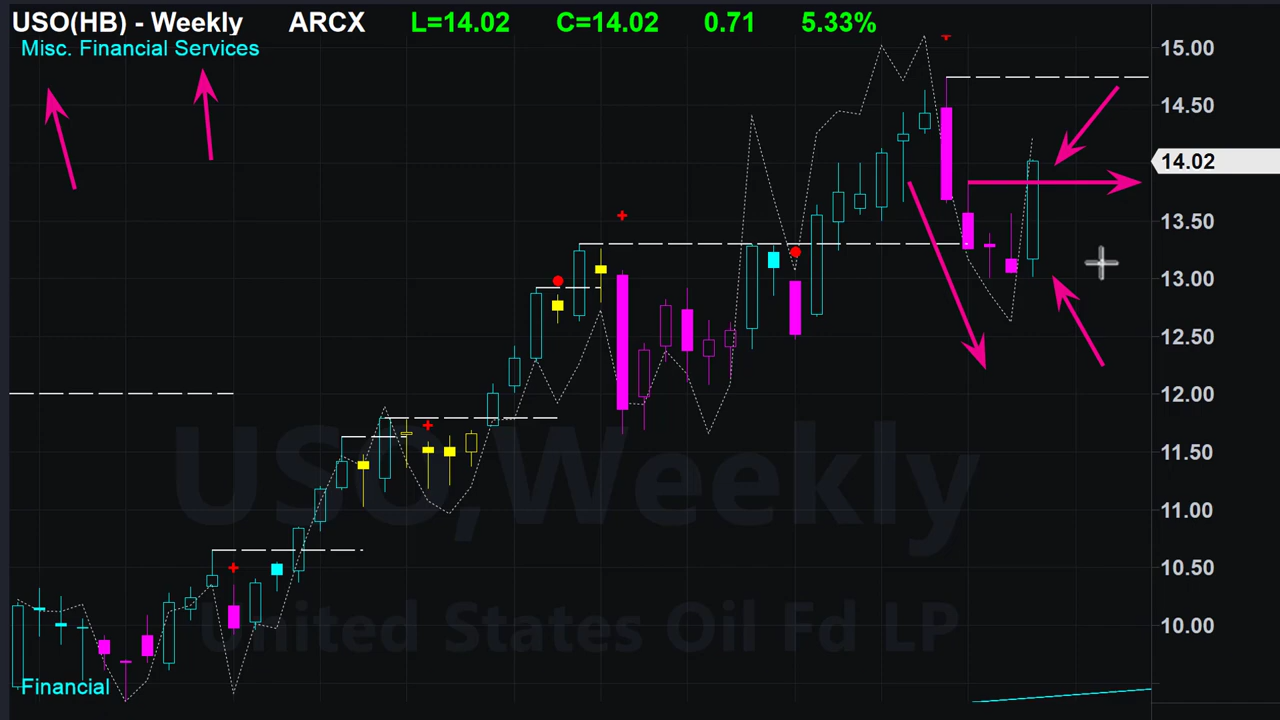 USO(HB) - Weekly ARCX L=14.02 C=14.02 0.71 5.33%
Misc. Financial Services
15.00
14.50
14.02
13.50
13.00
12.50
12.00
11.50
USO,Weekly
11.00
10.50
10.00
United States Oil Fd LP
Financial